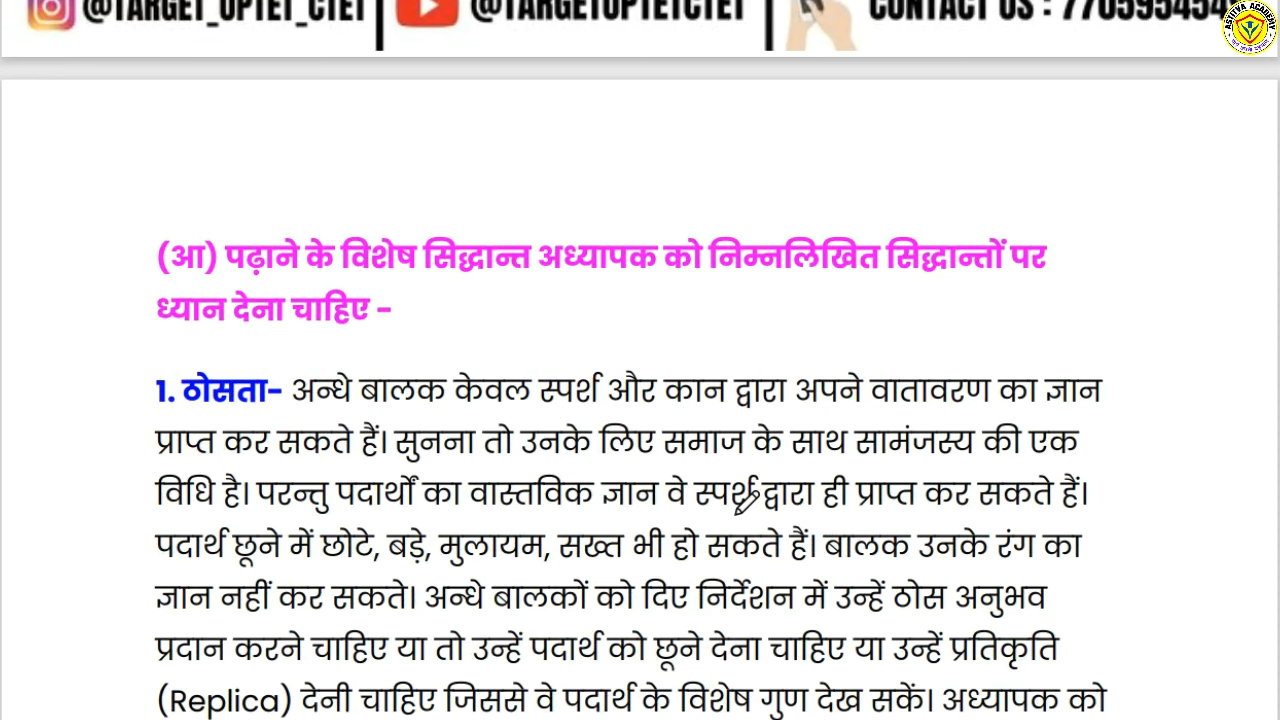 @TARGET_UPTET_CTET @TARGETUPTETCTET CONTACT US :
ASTITVA ACADEMY
(आ) पढ़ाने के विशेष सिद्धान्त अध्यापक को निम्नलिखित सिद्धान्तों पर
ध्यान देना चाहिए -
1. ठोसता- अन्धे बालक केवल स्पर्श और कान द्वारा अपने वातावरण का ज्ञान
प्राप्त कर सकते हैं। सुनना तो उनके लिए समाज के साथ सामंजस्य की एक
विधि है। परन्तु पदार्थों का वास्तविक ज्ञान वे स्पर्श द्वारा ही प्राप्त कर सकते हैं।
पदार्थ छूने में छोटे, बड़े, मुलायम, सख्त भी हो सकते हैं। बालक उनके रंग का
ज्ञान नहीं कर सकते। अन्धे बालकों को दिए निर्देशन में उन्हें ठोस अनुभव
प्रदान करने चाहिए या तो उन्हें पदार्थ को छूने देना चाहिए या उन्हें प्रतिकृति
(Replica) देनी चाहिए जिससे वे पदार्थ के विशेष गुण देख सकें। अध्यापक को